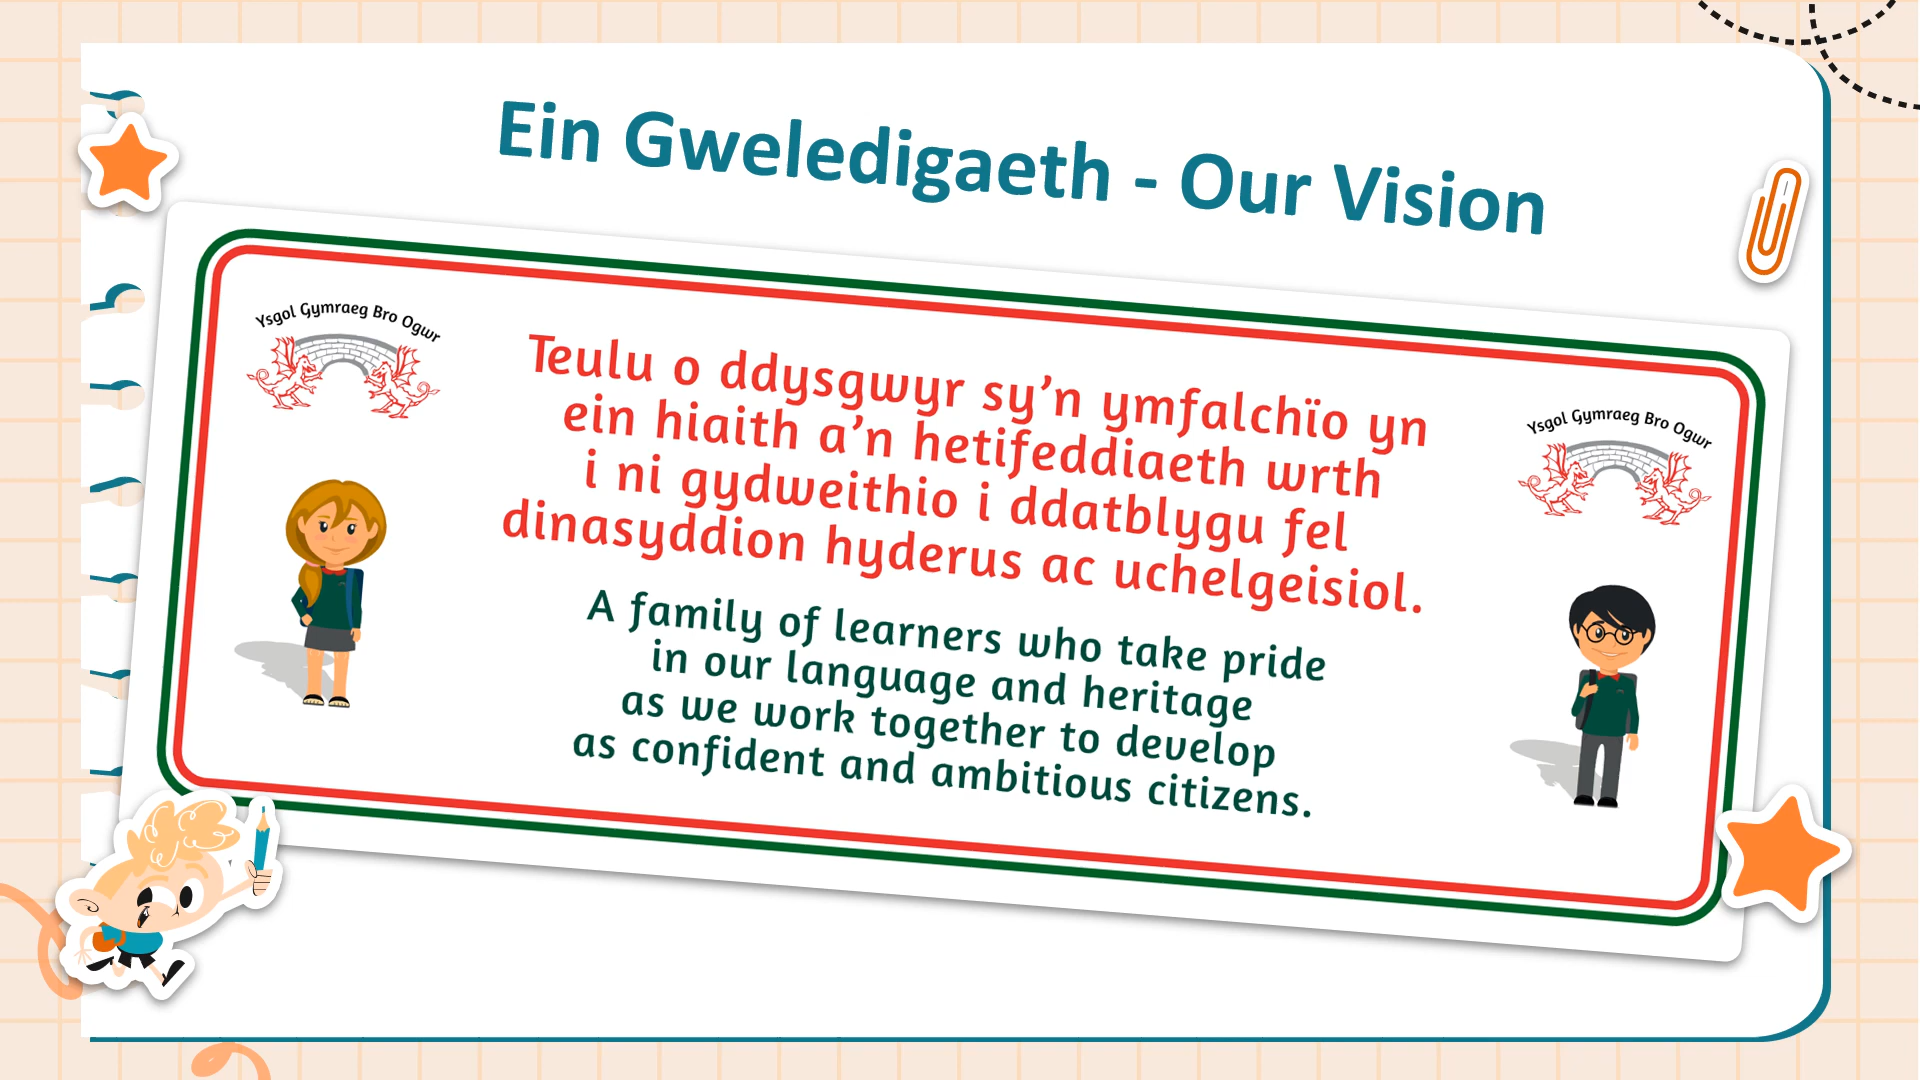 Ein Gweledigaeth - Our Vision
Ysgol Gymraeg Bro Ogwr
Teulu o ddysgwyr sy’n ymfalchïo yn
ein hiaith a’n hetifeddiaeth wrth
i ni gydweithio i ddatblygu fel
dinasyddion hyderus ac uchelgeisiol.
A family of learners who take pride
in our language and heritage
as we work together to develop
as confident and ambitious citizens.
Ysgol Gymraeg Bro Ogwr